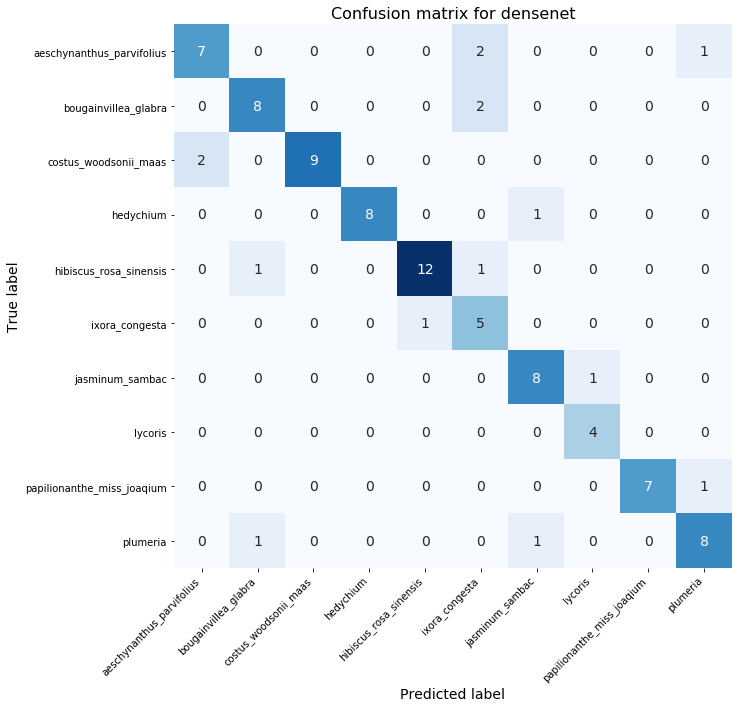 Confusion matrix for densenet
True label
aeschynanthus_parvifolius 7 0 0 0 0 2 0 0 0 1
bougainvillea_glabra 0 8 0 0 0 2 0 0 0 0
costus_woodsonii_maas 2 0 9 0 0 0 0 0 0 0
hedychium 0 0 0 8 0 0 1 0 0 0
hibiscus_rosa_sinensis 0 1 0 0 12 1 0 0 0 0
ixora_congesta 0 0 0 0 1 5 0 0 0 0
jasminum_sambac 0 0 0 0 0 0 8 1 0 0
lycoris 0 0 0 0 0 0 0 4 0 0
papilionanthe_miss_joaqium 0 0 0 0 0 0 0 0 7 1
plumeria 0 1 0 0 0 0 1 0 0 8
aeschynanthus_parvifolius
bougainvillea_glabra
costus_woodsonii_maas
hedychium
hibiscus_rosa_sinensis
ixora_congesta
jasminum_sambac
lycoris
papilionanthe_miss_joaqium
plumeria
Predicted label